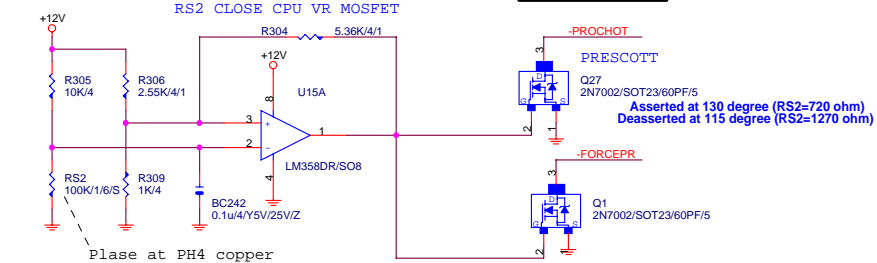 RS2 CLOSE CPU VR MOSFET
+12V
R304
5.36K/4/1
-PROCHOT
+12V
3
PRESCOTT
R305
10K/4
R306
2.55K/4/1
U15A
D
G
S
Q27
2N7002/SOT23/60PF/5
8
Asserted at 130 degree (RS2=720 ohm)
Deasserted at 115 degree (RS2=1270 ohm)
3
+
1
2
1
2
-
-FORCEPR
4
LM358DR/SO8
3
RS2
100K/1/6/S
R309
1K/4
BC242
0.1u/4/Y5V/25V/Z
D
G
S
Q1
2N7002/SOT23/60PF/5
2
Plase at PH4 copper